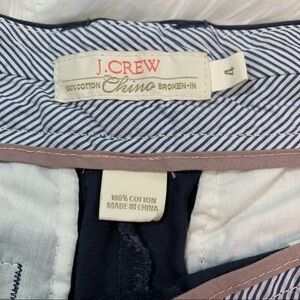 J.CREW
100% COTTON Chino BROKEN-IN
4
100% COTTON
MADE IN CHINA